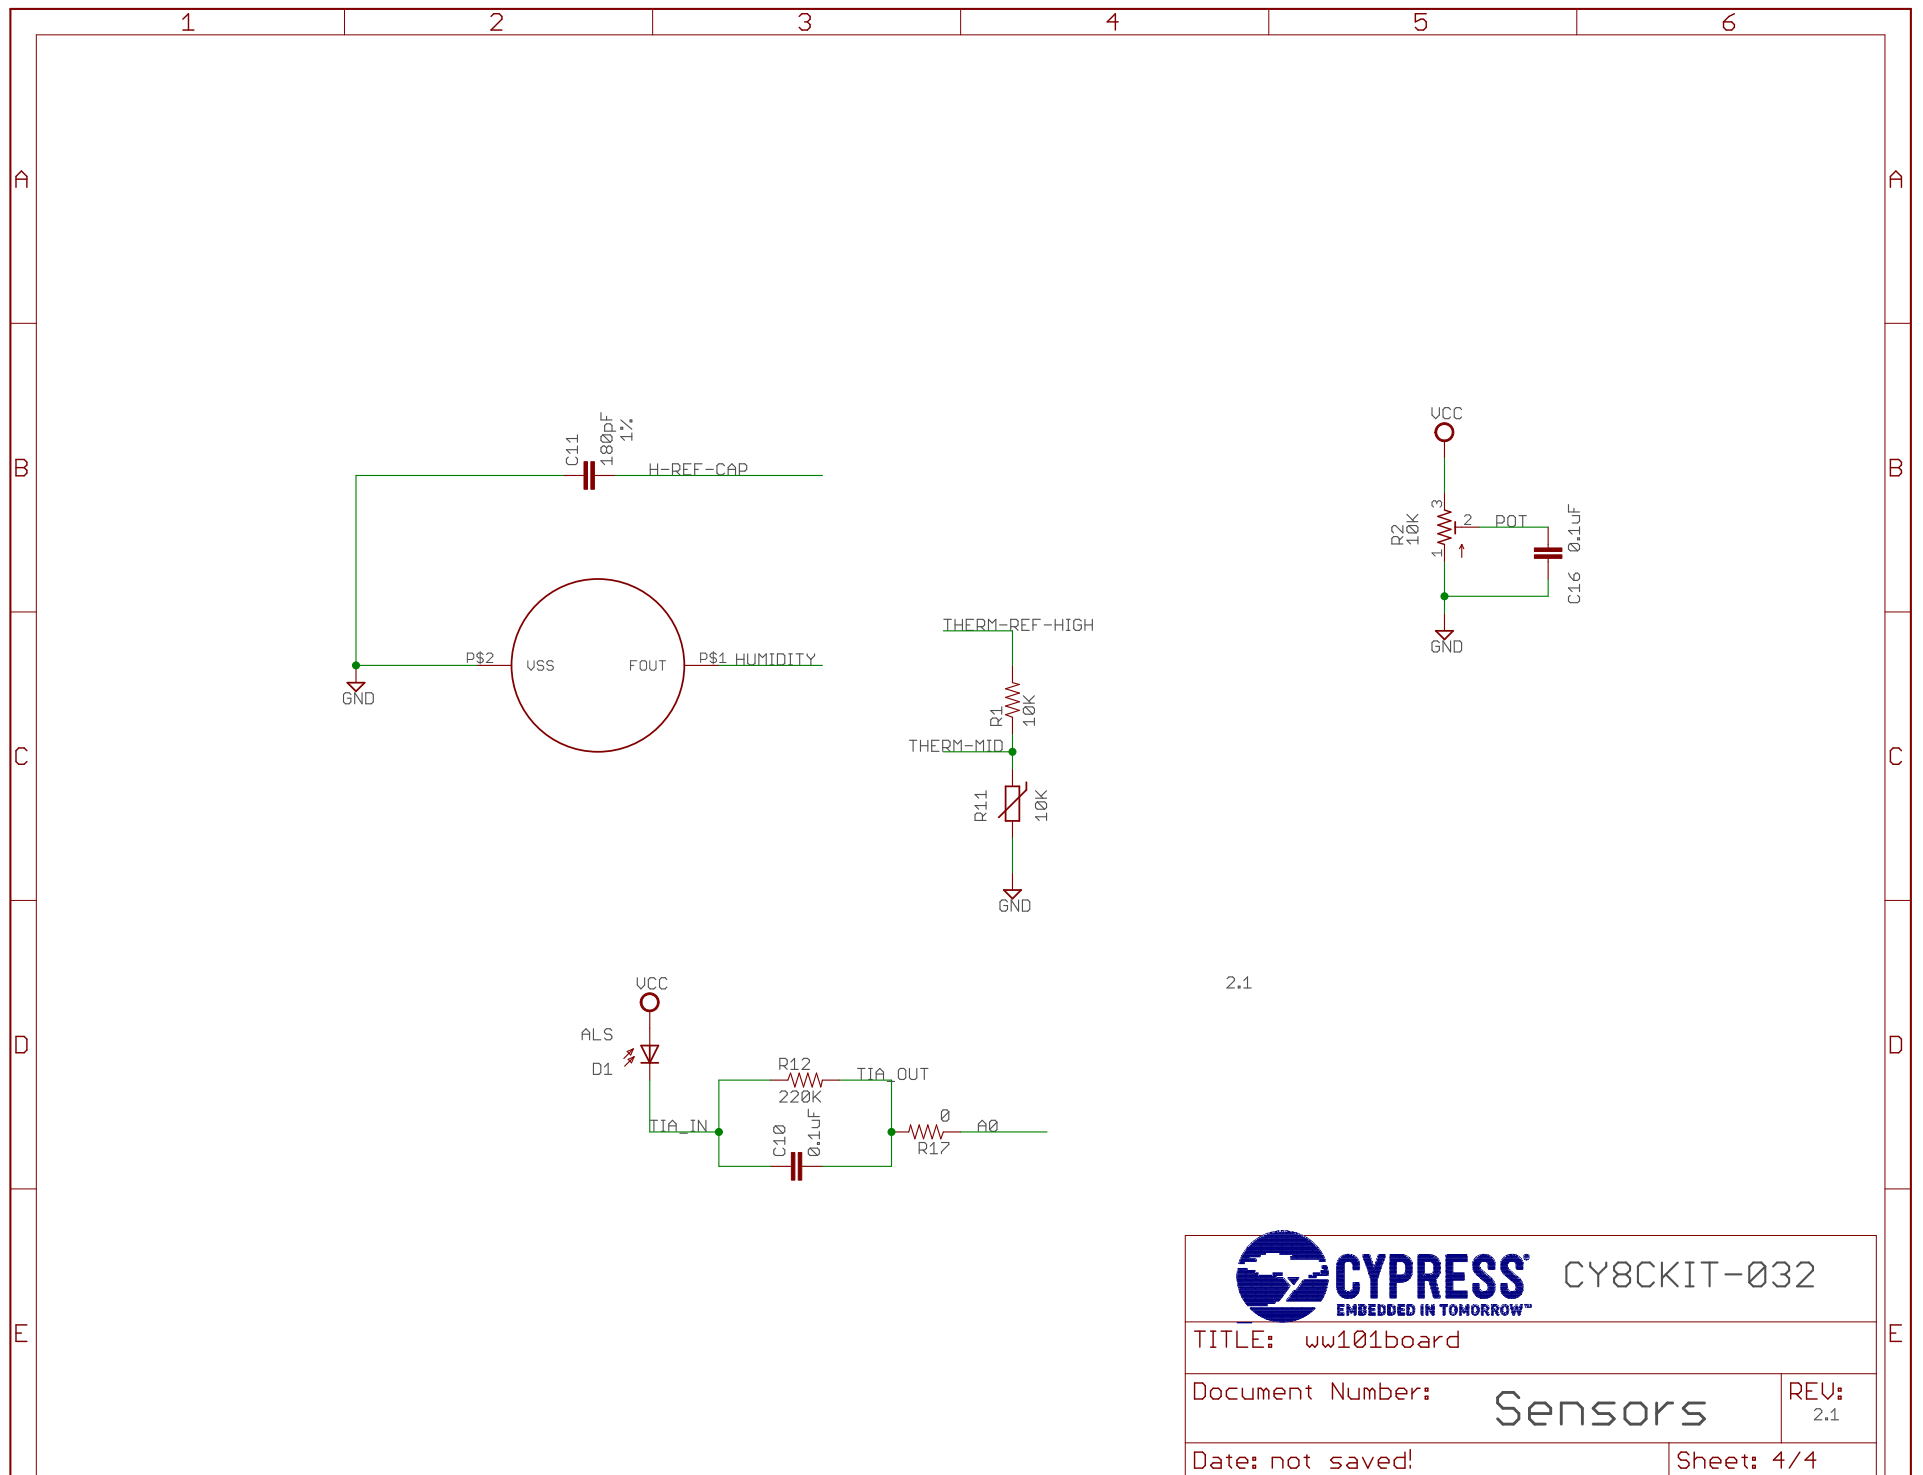 1 2 3 4 5 6
A A
B B
C C
D D
E E
C11
180pF
1%
H-REF-CAP
P$2
VSS
FOUT
P$1
HUMIDITY
GND
THERM-REF-HIGH
R1
10K
THERM-MID
R11
10K
GND
VCC
R2
10K
3
2
1
POT
0.1uF
C16
GND
2.1
VCC
ALS
D1
TIA_IN
R12
220K
TIA_OUT
C10
0.1uF
0
R17
A0
CYPRESS®
EMBEDDED IN TOMORROW™
CY8CKIT-032
TITLE: ww101board
Document Number:
Sensors
REV:
2.1
Date: not saved!
Sheet: 4/4